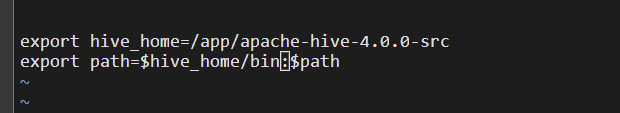 export hive_home=/app/apache-hive-4.0.0-src
export path=$hive_home/bin:$path
~
~